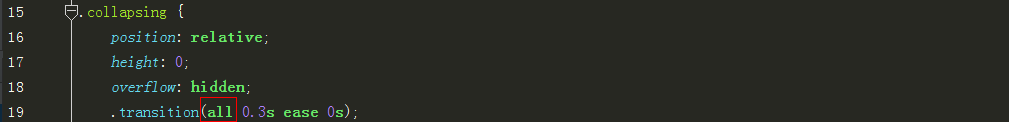 15 .collapsing {
16 position: relative;
17 height: 0;
18 overflow: hidden;
19 .transition(all 0.3s ease 0s);